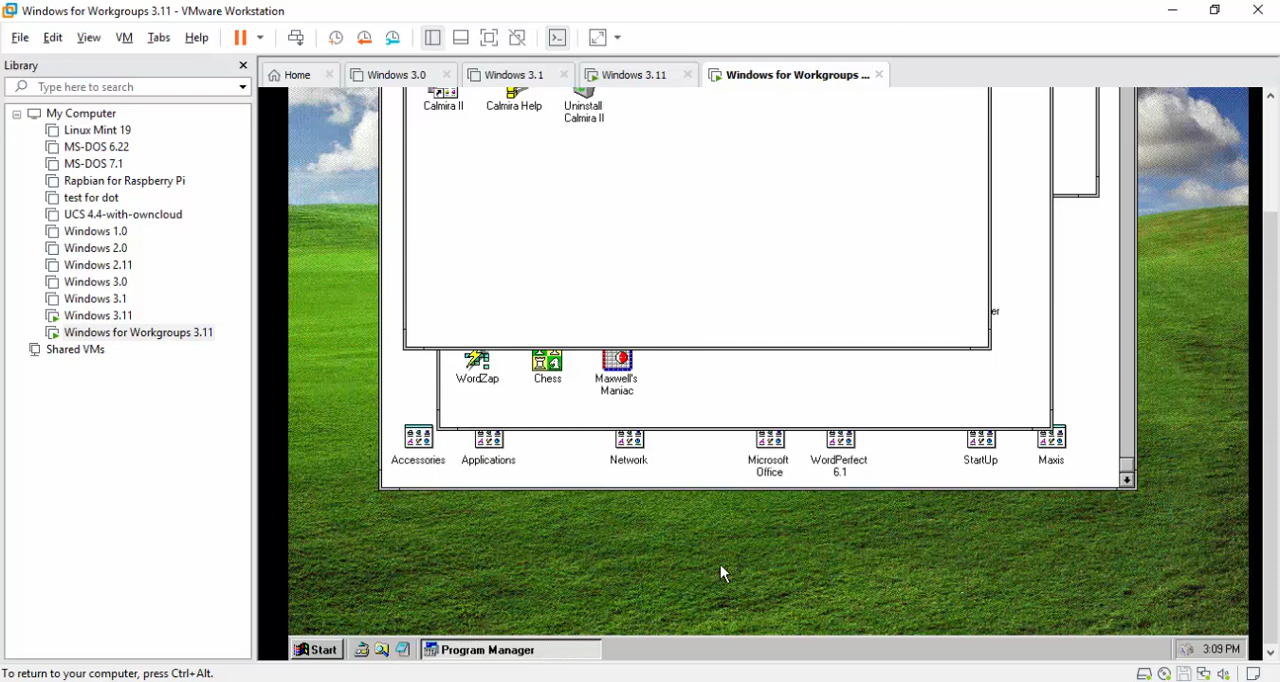 Windows for Workgroups 3.11 - VMware Workstation
File Edit View VM Tabs Help
Library
Type here to search
My Computer
Linux Mint 19
MS-DOS 6.22
MS-DOS 7.1
Rapbian for Raspberry Pi
test for dot
UCS 4.4-with-owncloud
Windows 1.0
Windows 2.0
Windows 2.11
Windows 3.0
Windows 3.1
Windows 3.11
Windows for Workgroups 3.11
Shared VMs
Home
Windows 3.0
Windows 3.1
Windows 3.11
Windows for Workgroups ...
Calmira II
Calmira Help
Uninstall
Calmira II
er
WordZap
Chess
Maxwell's
Maniac
Accessories
Applications
Network
Microsoft
Office
WordPerfect
6.1
StartUp
Maxis
Start
Program Manager
3:09 PM
To return to your computer, press Ctrl+Alt.